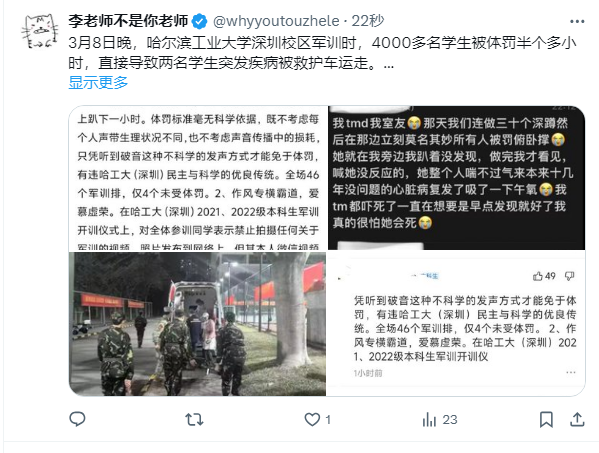 李老师不是你老师 @whyyoutouzhele · 22秒
3月8日晚，哈尔滨工业大学深圳校区军训时，4000多名学生被体罚半个多小
时，直接导致两名学生突发疾病被救护车运走。...
显示更多
上趴下一小时。体罚标准毫无科学依据，既不考虑每
个人声带生理状况不同，也不考虑声音传播中的损耗，
只凭听到破音这种不科学的发声方式才能免于体罚，
有违哈工大（深圳）民主与科学的优良传统。全场46
个军训排，仅4个未受体罚。2、作风专横霸道，
爱慕虚荣。在哈工大（深圳）2021、2022级本科生军训
开训仪式上，对全体参训同学表示禁止拍摄任何关于
军训的视频、照片发布到网络上，但其本人微信视频
我tmd我室友😭那天我们连做三十个深蹲然
后在那边立刻莫名其妙所有人被罚俯卧撑😭
她就在我旁边我趴着没发现，做完我才看见，
喊她没反应的，她整个人喘不过气来本来十几
年没问题的心脏病复发了吸了一下午氧😭我
tm都吓死了一直在想要是早点发现就好了我
真的很怕她会死😭
49
凭听到破音这种不科学的发声方式才能免于体
罚，有违哈工大（深圳）民主与科学的优良传
统。全场46个军训排，仅4个未受体罚。 2、作
风专横霸道，爱慕虚荣。在哈工大（深圳）202
1、2022级本科生军训开训仪
1小时前
1
23